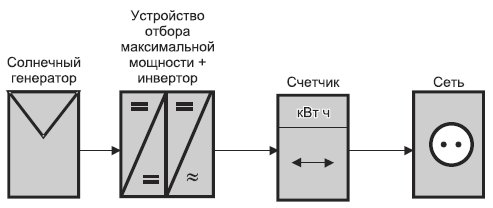 Солнечный
генератор
Устройство
отбора
максимальной
мощности +
инвертор
Счетчик
кВт ч
Сеть